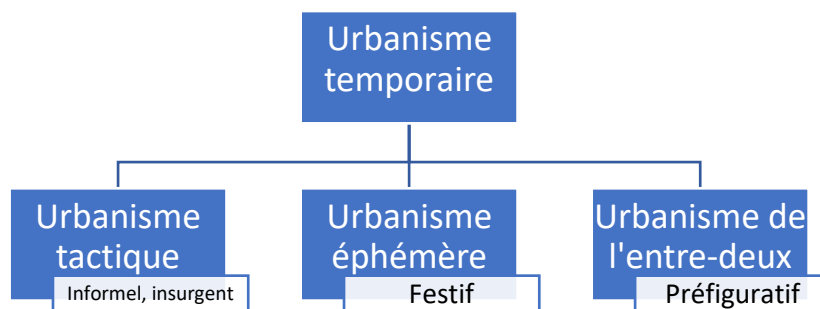 Urbanisme
temporaire
Urbanisme
tactique
Informel, insurgent
Urbanisme
éphémère
Festif
Urbanisme de
l'entre-deux
Préfiguratif